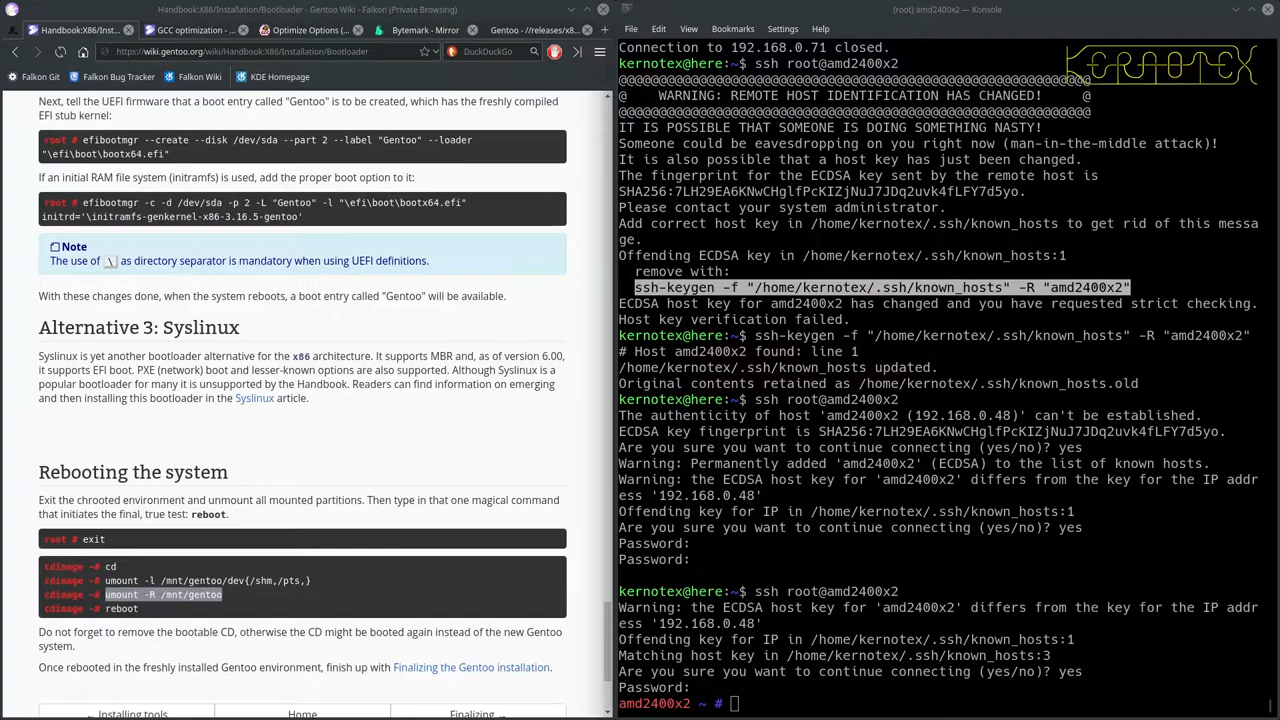 Handbook:X86/Installation/Bootloader - Gentoo Wiki - Falkon (Private Browsing)
Handbook:X86/Inst...
GCC optimization - ...
Optimize Options (...
Bytemark - Mirror
Gentoo - //releases/x8...
https://wiki.gentoo.org/wiki/Handbook:X86/Installation/Bootloader
DuckDuckGo
Falkon Git
Falkon Bug Tracker
Falkon Wiki
KDE Homepage
Next, tell the UEFI firmware that a boot entry called "Gentoo" is to be created, which has the freshly compiled
EFI stub kernel:
root # efibootmgr --create --disk /dev/sda --part 2 --label "Gentoo" --loader
"\efi\boot\bootx64.efi"
If an initial RAM file system (initramfs) is used, add the proper boot option to it:
root # efibootmgr -c -d /dev/sda -p 2 -L "Gentoo" -l "\efi\boot\bootx64.efi"
initrd='\initramfs-genkernel-x86-3.16.5-gentoo'
Note
The use of \ as directory separator is mandatory when using UEFI definitions.
With these changes done, when the system reboots, a boot entry called "Gentoo" will be available.
Alternative 3: Syslinux
Syslinux is yet another bootloader alternative for the x86 architecture. It supports MBR and, as of version 6.00,
it supports EFI boot. PXE (network) boot and lesser-known options are also supported. Although Syslinux is a
popular bootloader for many it is unsupported by the Handbook. Readers can find information on emerging
and then installing this bootloader in the Syslinux article.
Rebooting the system
Exit the chrooted environment and unmount all mounted partitions. Then type in that one magical command
that initiates the final, true test: reboot.
root # exit
cdimage ~# cd
cdimage ~# umount -l /mnt/gentoo/dev{/shm,/pts,}
cdimage ~# umount -R /mnt/gentoo
cdimage ~# reboot
Do not forget to remove the bootable CD, otherwise the CD might be booted again instead of the new Gentoo
system.
Once rebooted in the freshly installed Gentoo environment, finish up with Finalizing the Gentoo installation.
← Installing tools
Home
Finalizing →
(root) amd2400x2 — Konsole
File Edit View Bookmarks Settings Help
KERNOTEX
Connection to 192.168.0.71 closed.
kernotex@here:~$ ssh root@amd2400x2
@@@@@@@@@@@@@@@@@@@@@@@@@@@@@@@@@@@@@@@@@@@@@@@@@@@@@@@@@@@
@    WARNING: REMOTE HOST IDENTIFICATION HAS CHANGED!     @
@@@@@@@@@@@@@@@@@@@@@@@@@@@@@@@@@@@@@@@@@@@@@@@@@@@@@@@@@@@
IT IS POSSIBLE THAT SOMEONE IS DOING SOMETHING NASTY!
Someone could be eavesdropping on you right now (man-in-the-middle attack)!
It is also possible that a host key has just been changed.
The fingerprint for the ECDSA key sent by the remote host is
SHA256:7LH29EA6KNwCHglfPcKIZjNuJ7JDq2uvk4fLFY7d5yo.
Please contact your system administrator.
Add correct host key in /home/kernotex/.ssh/known_hosts to get rid of this messa
ge.
Offending ECDSA key in /home/kernotex/.ssh/known_hosts:1
remove with:
ssh-keygen -f "/home/kernotex/.ssh/known_hosts" -R "amd2400x2"
ECDSA host key for amd2400x2 has changed and you have requested strict checking.
Host key verification failed.
kernotex@here:~$ ssh-keygen -f "/home/kernotex/.ssh/known_hosts" -R "amd2400x2"
# Host amd2400x2 found: line 1
/home/kernotex/.ssh/known_hosts updated.
Original contents retained as /home/kernotex/.ssh/known_hosts.old
kernotex@here:~$ ssh root@amd2400x2
The authenticity of host 'amd2400x2 (192.168.0.48)' can't be established.
ECDSA key fingerprint is SHA256:7LH29EA6KNwCHglfPcKIZjNuJ7JDq2uvk4fLFY7d5yo.
Are you sure you want to continue connecting (yes/no)? yes
Warning: Permanently added 'amd2400x2' (ECDSA) to the list of known hosts.
Warning: the ECDSA host key for 'amd2400x2' differs from the key for the IP addr
ess '192.168.0.48'
Offending key for IP in /home/kernotex/.ssh/known_hosts:1
Are you sure you want to continue connecting (yes/no)? yes
Password:
Password:
kernotex@here:~$ ssh root@amd2400x2
Warning: the ECDSA host key for 'amd2400x2' differs from the key for the IP addr
ess '192.168.0.48'
Offending key for IP in /home/kernotex/.ssh/known_hosts:1
Matching host key in /home/kernotex/.ssh/known_hosts:3
Are you sure you want to continue connecting (yes/no)? yes
Password:
amd2400x2 ~ #